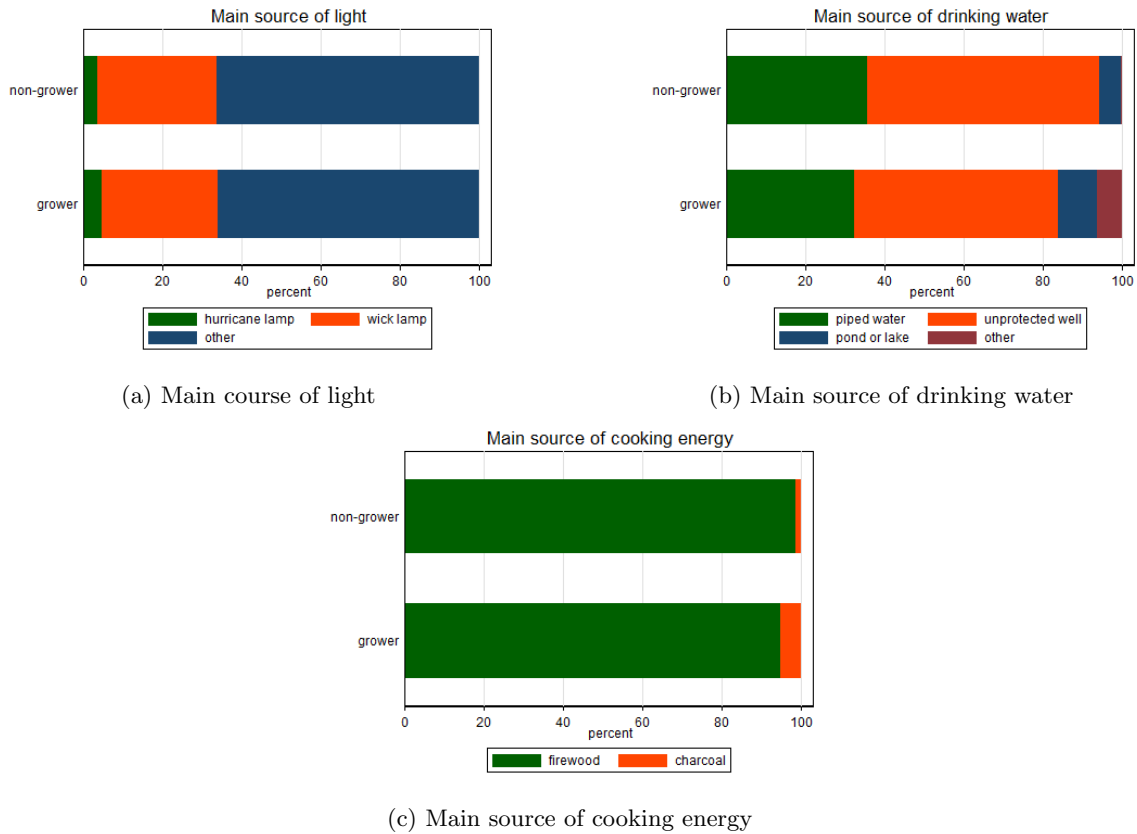 Main source of light
non-grower
grower
0 20 40 60 80 100
percent
hurricane lamp wick lamp
other
(a) Main course of light
Main source of drinking water
non-grower
grower
0 20 40 60 80 100
percent
piped water unprotected well
pond or lake other
(b) Main source of drinking water
Main source of cooking energy
non-grower
grower
0 20 40 60 80 100
percent
firewood charcoal
(c) Main source of cooking energy